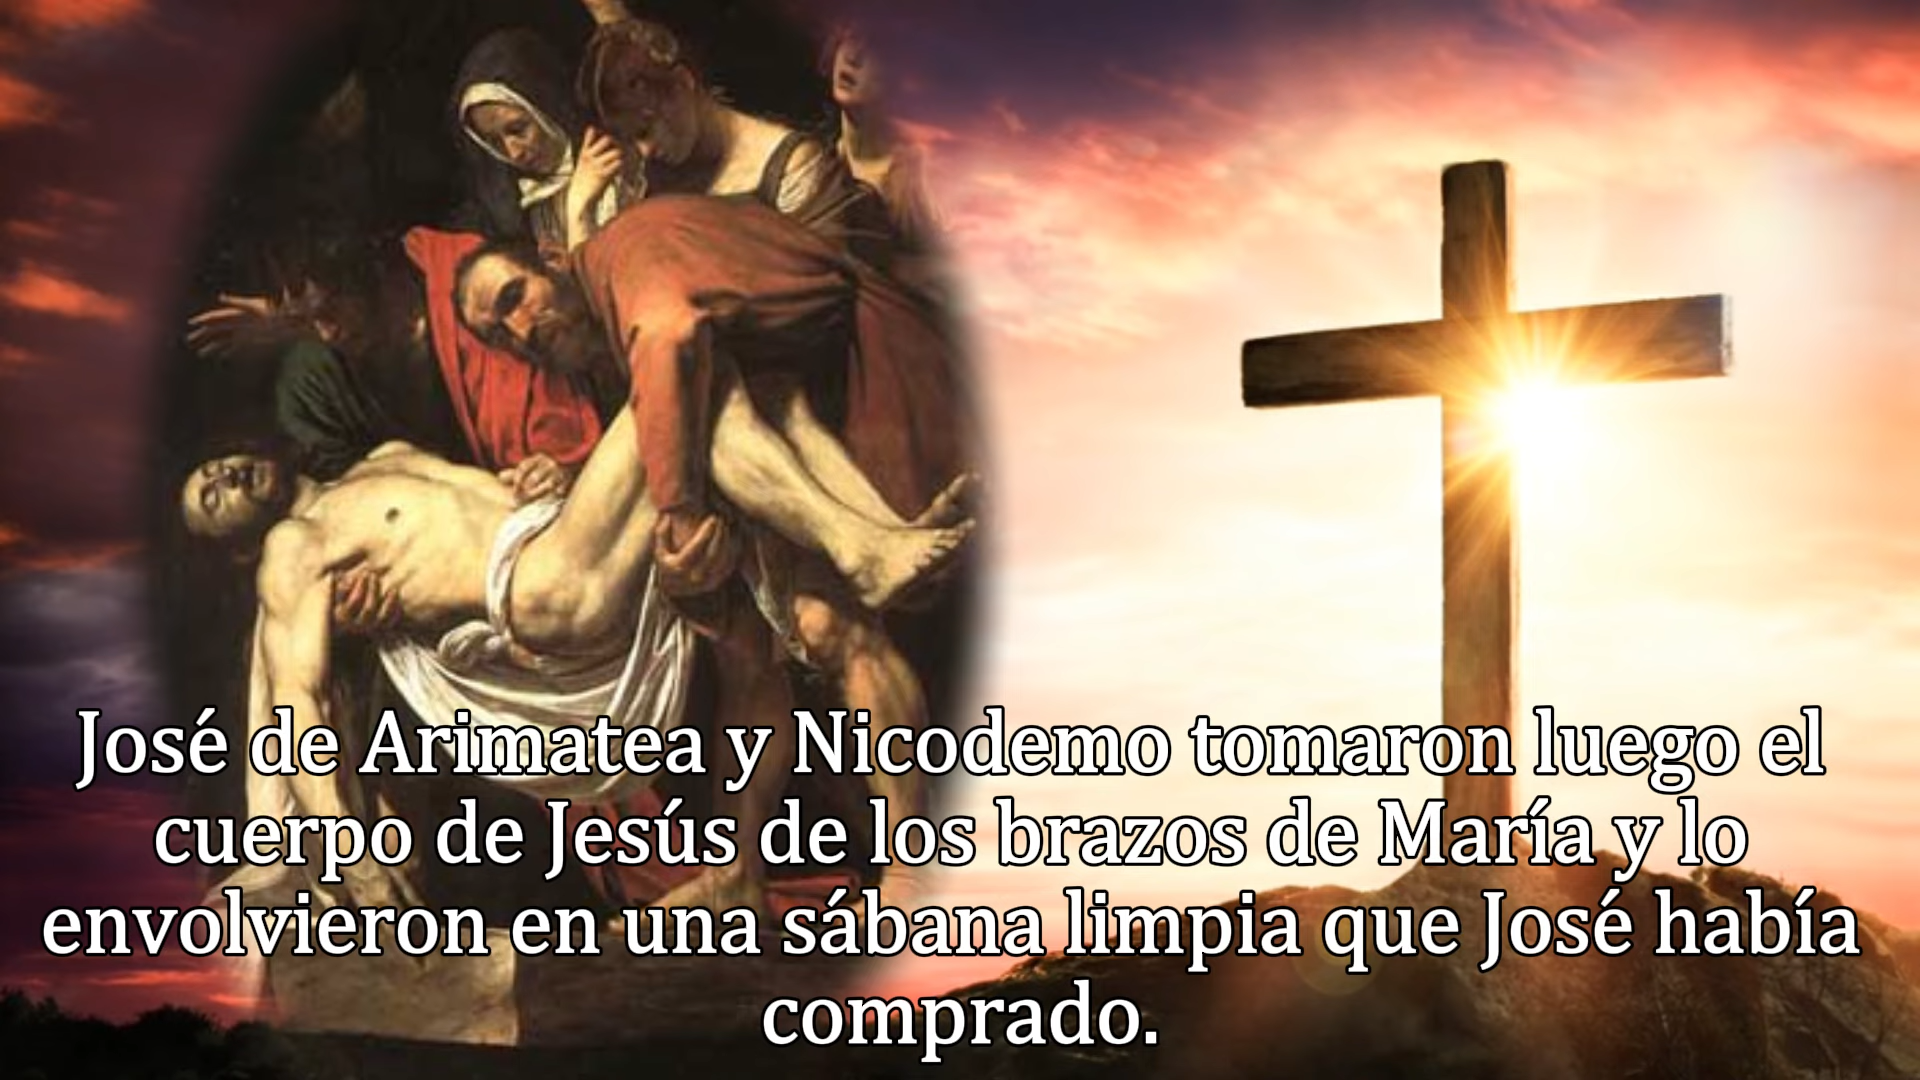 José de Arimatea y Nicodemo tomaron luego el
cuerpo de Jesús de los brazos de María y lo
envolvieron en una sábana limpia que José había
comprado.